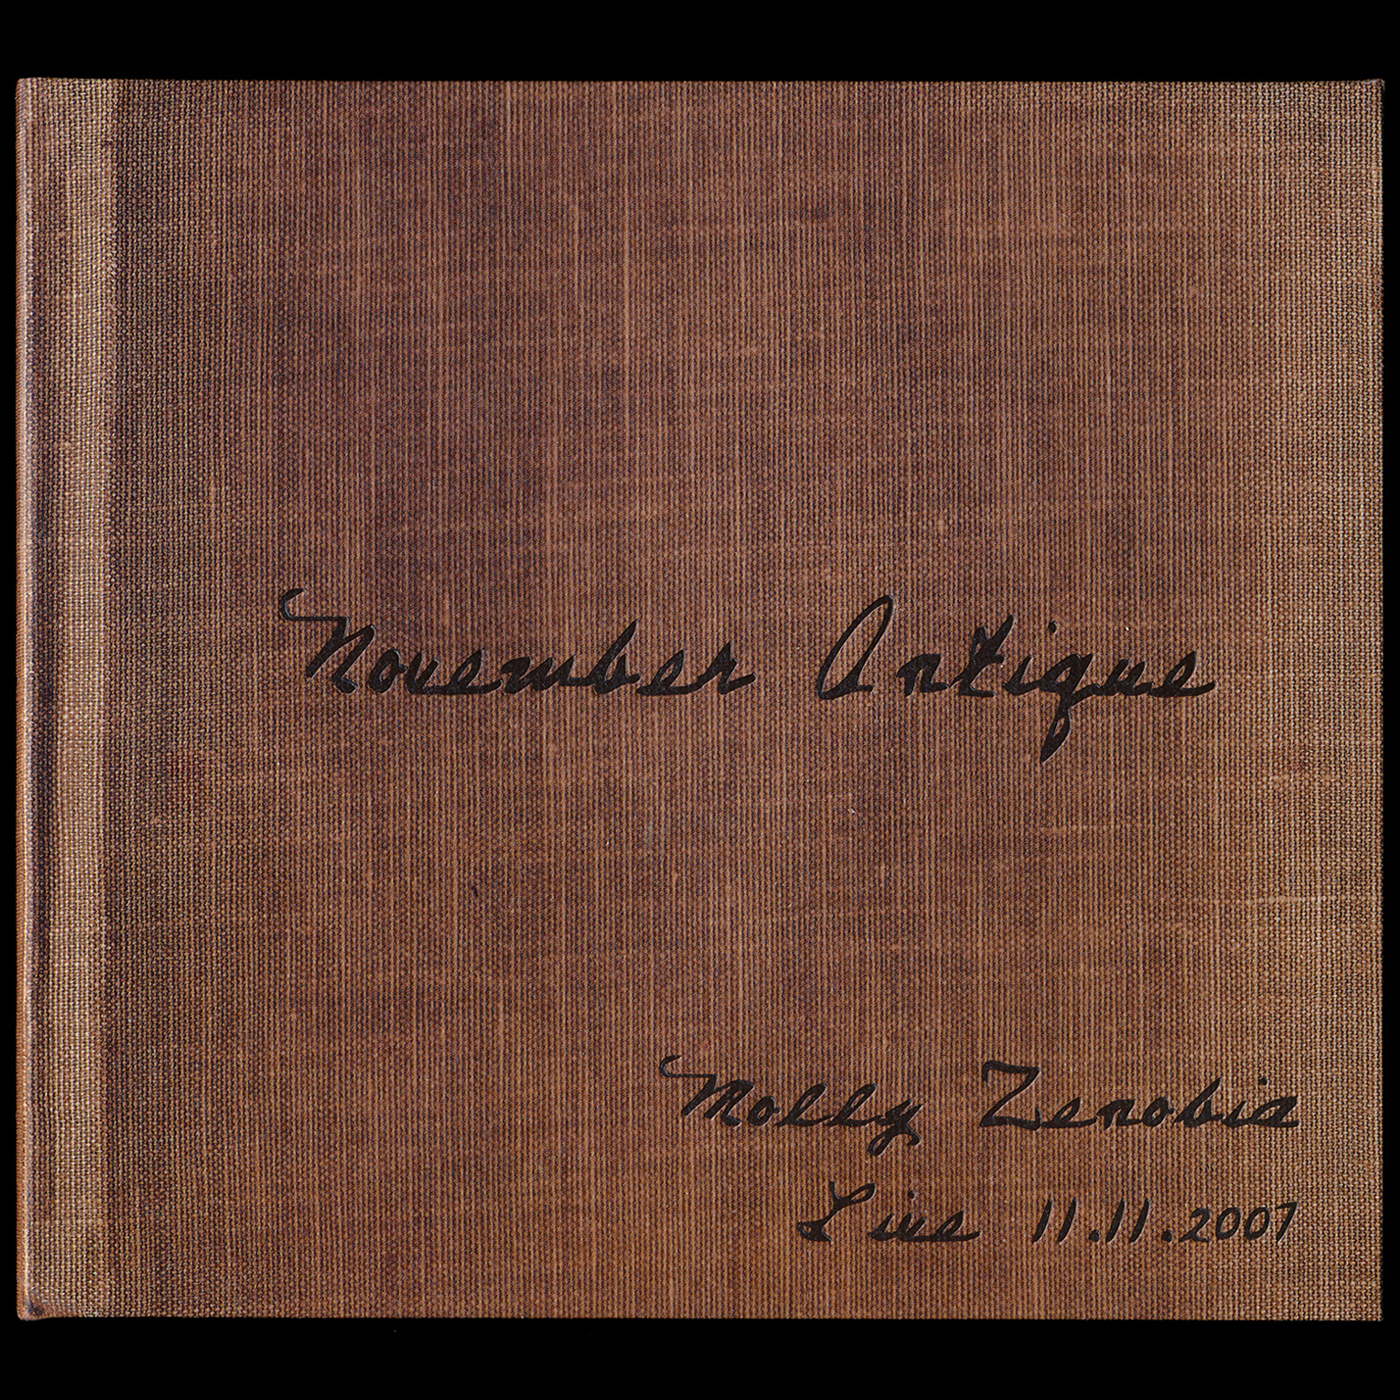 November Antique
Molly Zenobia
Live 11.11.2007